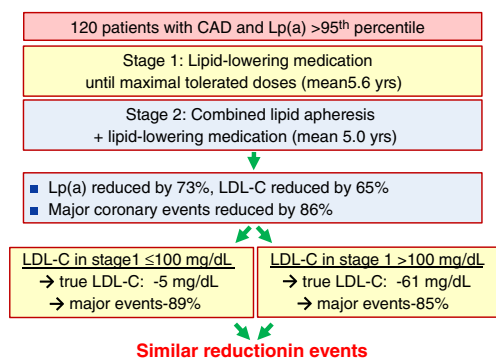 120 patients with CAD and Lp(a) >95th percentile
Stage 1: Lipid-lowering medication
until maximal tolerated doses (mean5.6 yrs)
Stage 2: Combined lipid apheresis
+ lipid-lowering medication (mean 5.0 yrs)
■ Lp(a) reduced by 73%, LDL-C reduced by 65%
■ Major coronary events reduced by 86%
LDL-C in stage1 ≤100 mg/dL
→ true LDL-C: -5 mg/dL
→ major events-89%
LDL-C in stage 1 >100 mg/dL
→ true LDL-C: -61 mg/dL
→ major events-85%
Similar reductionin events